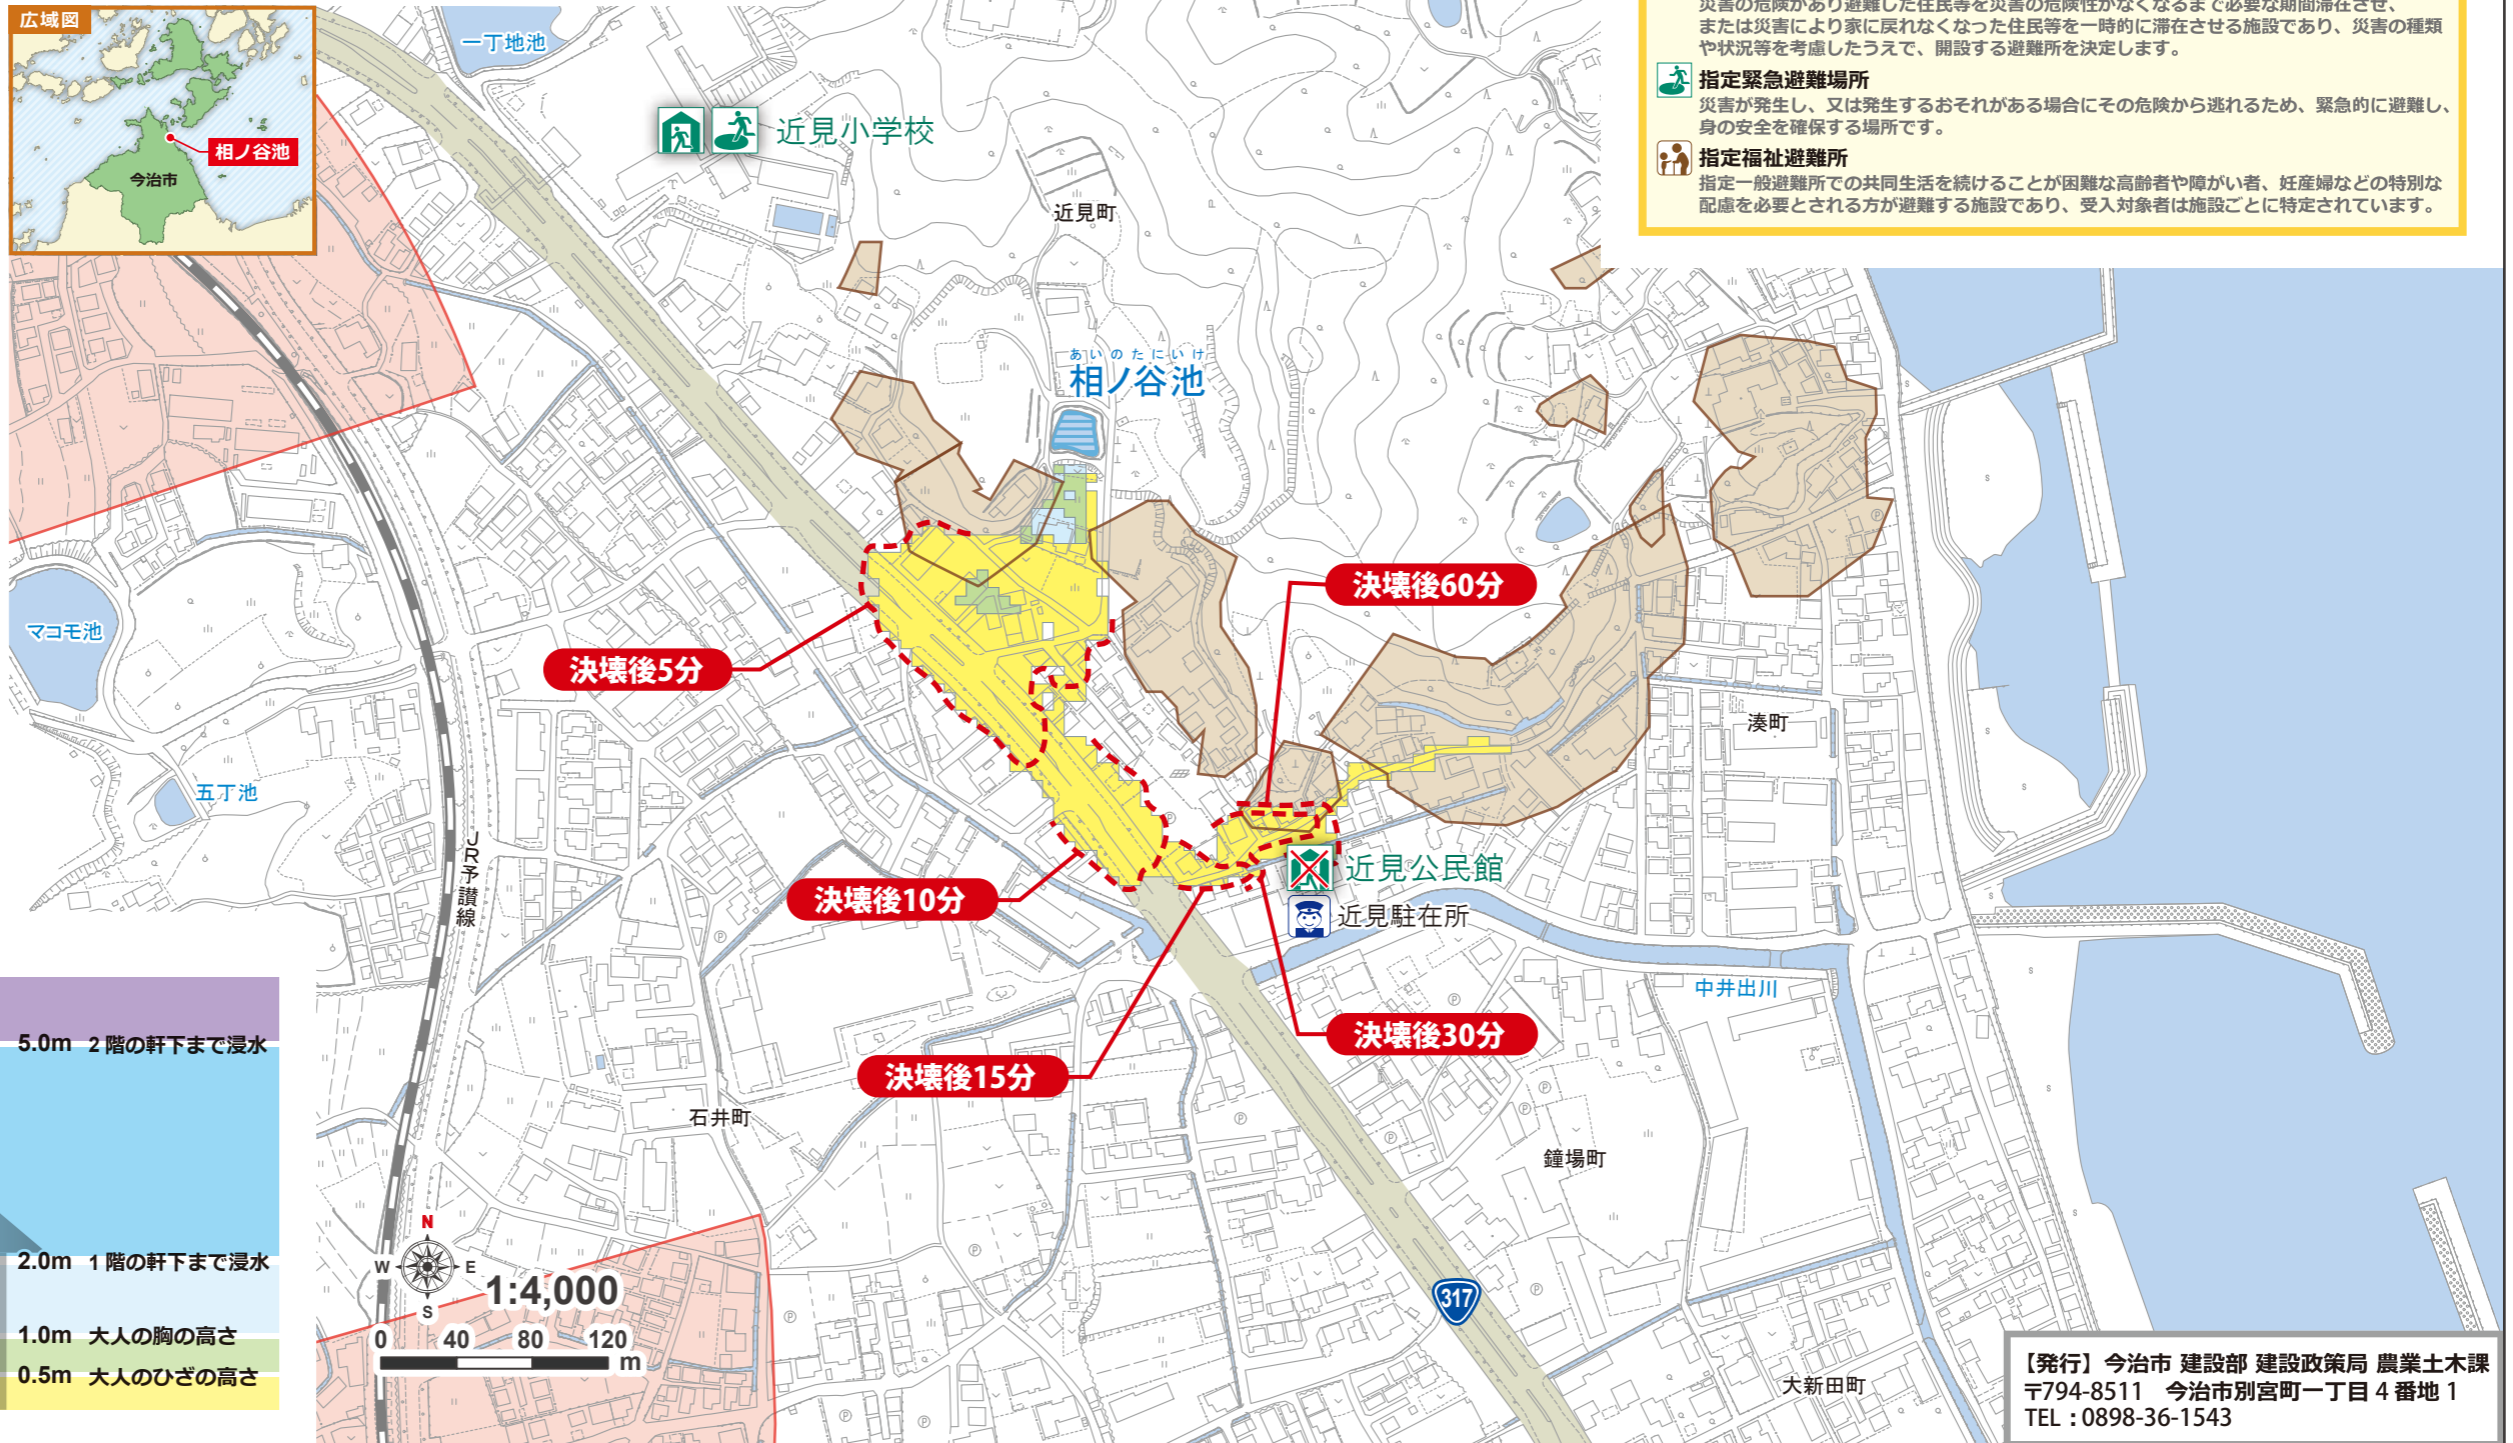 広域図
相ノ谷池
今治市
一丁地池
近見小学校
近見町
災害の危険があり避難した住民等を災害の危険性がなくなるまで必要な期間滞在させ、
または災害により家に戻れなくなった住民等を一時的に滞在させる施設であり、災害の種類
や状況等を考慮したうえで、開設する避難所を決定します。
指定緊急避難場所
災害が発生し、又は発生するおそれがある場合にその危険から逃れるため、緊急的に避難し、
身の安全を確保する場所です。
指定福祉避難所
指定一般避難所での共同生活を続けることが困難な高齢者や障がい者、妊産婦などの特別な
配慮を必要とされる方が避難する施設であり、受入対象者は施設ごとに特定されています。
あいのたにいけ
相ノ谷池
決壊後60分
マコモ池
決壊後5分
湊町
五丁池
JR予讃線
決壊後10分
近見公民館
近見駐在所
中井出川
決壊後30分
決壊後15分
石井町
鐘場町
5.0m 2階の軒下まで浸水
2.0m 1階の軒下まで浸水
1.0m 大人の胸の高さ
0.5m 大人のひざの高さ
N
W E
S
1:4,000
0 40 80 120
m
317
大新田町
【発行】今治市 建設部 建設政策局 農業土木課
〒794-8511 今治市別宮町一丁目4番地1
TEL：0898-36-1543